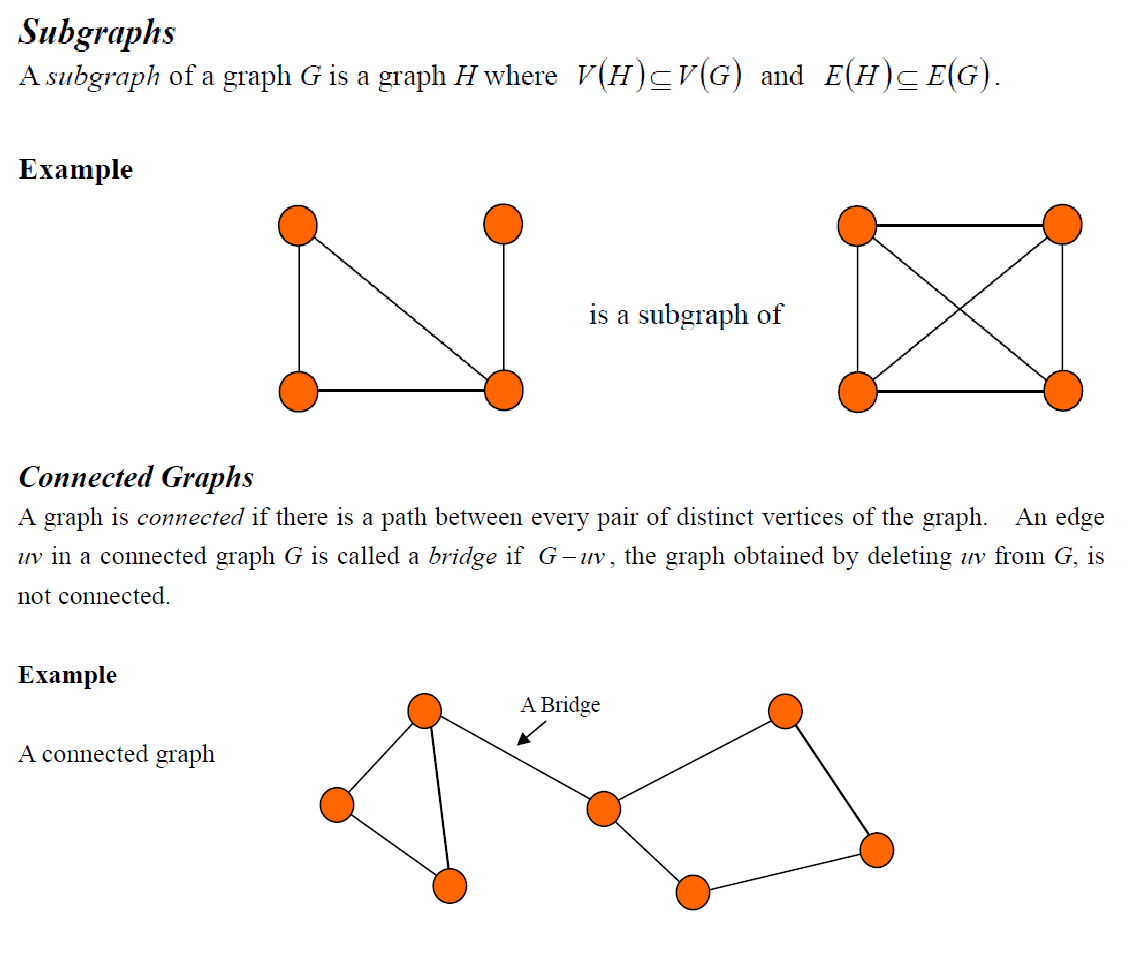 Subgraphs
A subgraph of a graph G is a graph H where V(H)⊆V(G) and E(H)⊆E(G).
Example
is a subgraph of
Connected Graphs
A graph is connected if there is a path between every pair of distinct vertices of the graph. An edge
uv in a connected graph G is called a bridge if G−uv, the graph obtained by deleting uv from G, is
not connected.
Example
A Bridge
A connected graph